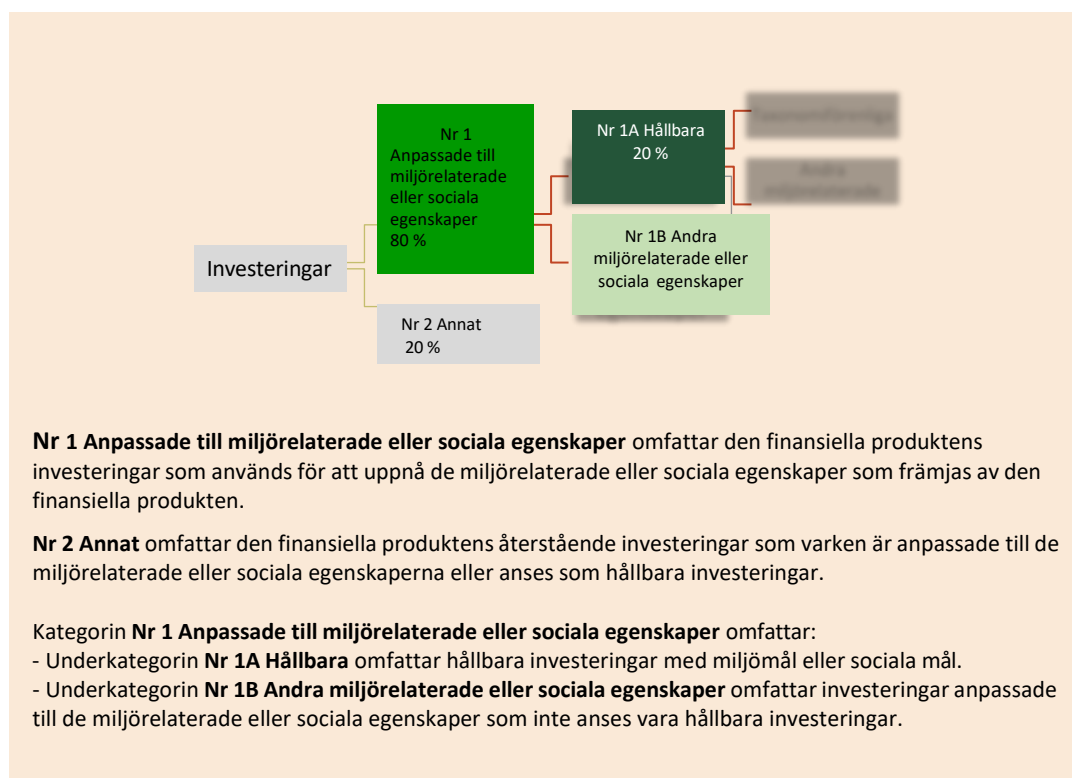 Nr 1
Anpassade till
miljörelaterade
eller sociala
egenskaper
80 %
Nr 1A Hållbara
20 %
Andra
miljörelaterade
Nr 1B Andra
miljörelaterade eller
sociala egenskaper
Investeringar
Nr 2 Annat
20 %
Nr 1 Anpassade till miljörelaterade eller sociala egenskaper omfattar den finansiella produktens
investeringar som används för att uppnå de miljörelaterade eller sociala egenskaper som främjas av den
finansiella produkten.
Nr 2 Annat omfattar den finansiella produktens återstående investeringar som varken är anpassade till de
miljörelaterade eller sociala egenskaperna eller anses som hållbara investeringar.
Kategorin Nr 1 Anpassade till miljörelaterade eller sociala egenskaper omfattar:
- Underkategorin Nr 1A Hållbara omfattar hållbara investeringar med miljömål eller sociala mål.
- Underkategorin Nr 1B Andra miljörelaterade eller sociala egenskaper omfattar investeringar anpassade
till de miljörelaterade eller sociala egenskaper som inte anses vara hållbara investeringar.